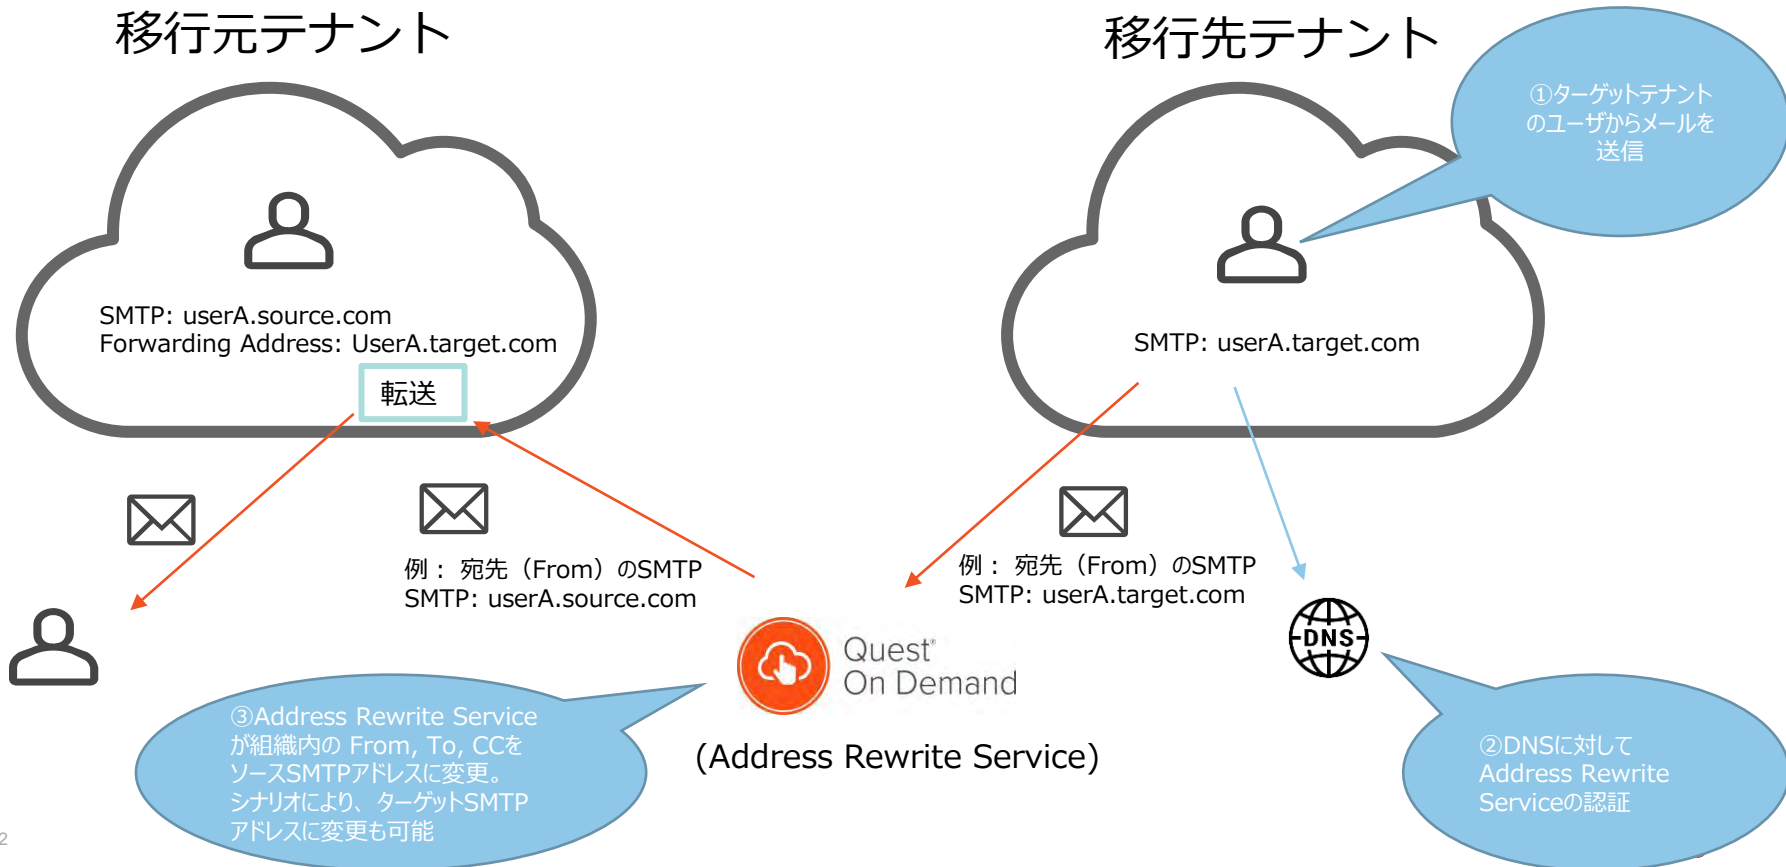 移行元テナント
移行先テナント
①ターゲットテナント
のユーザからメールを
送信
SMTP: userA.source.com
Forwarding Address: UserA.target.com
転送
SMTP: userA.target.com
例： 宛先（From）のSMTP
SMTP: userA.source.com
例： 宛先（From）のSMTP
SMTP: userA.target.com
DNS
Quest®
On Demand
(Address Rewrite Service)
③Address Rewrite Service
が組織内の From, To, CCを
ソースSMTPアドレスに変更。
シナリオにより、ターゲットSMTP
アドレスに変更も可能
②DNSに対して
Address Rewrite
Serviceの認証
2